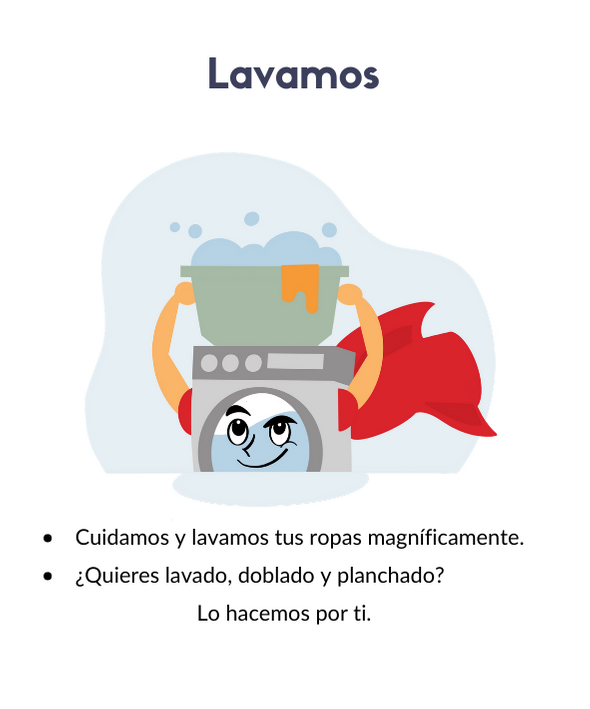 Lavamos
• Cuidamos y lavamos tus ropas magníficamente.
• ¿Quieres lavado, doblado y planchado?
Lo hacemos por ti.